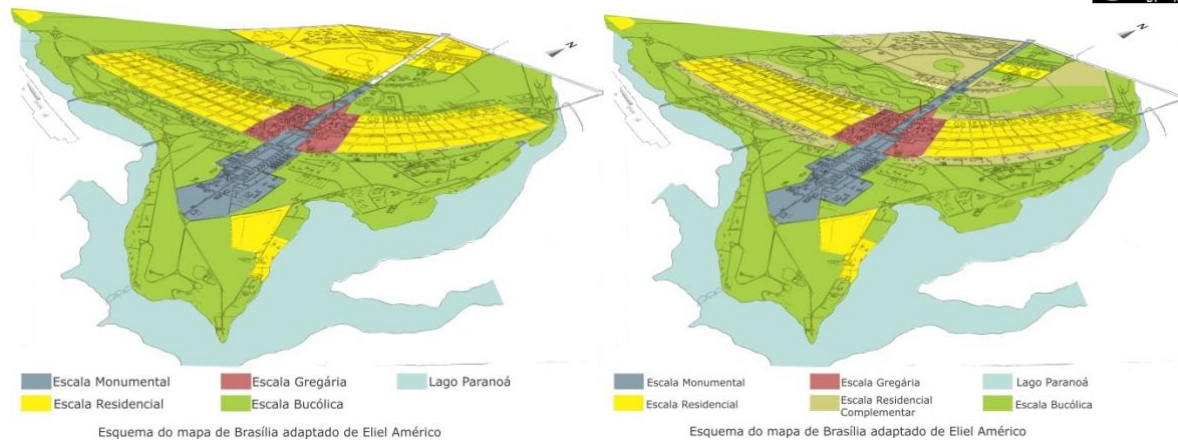 N
N
Escala Monumental
Escala Gregária
Lago Paranoá
Escala Residencial
Escala Bucólica
Esquema do mapa de Brasília adaptado de Eliel Américo
Escala Monumental
Escala Gregária
Lago Paranoá
Escala Residencial
Escala Residencial
Complementar
Escala Bucólica
Esquema do mapa de Brasília adaptado de Eliel Américo